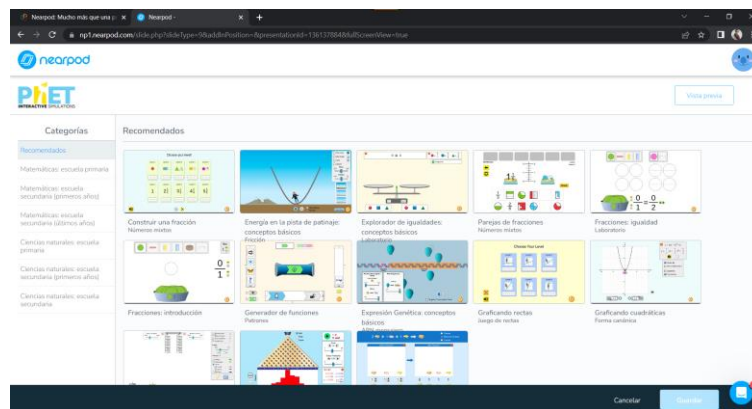 Nearpod: Mucho más que una p
Nearpod -
np1.nearpod.com/slide.php?slideType=9&addInPosition=&presentationId=136137884&fullScreenView=true
nearpod
PhET
INTERACTIVE SIMULATIONS
Vista previa
Categorías
Recomendados
Matemáticas: escuela primaria
Matemáticas: escuela
secundaria (primeros años)
Matemáticas: escuela
secundaria (últimos años)
Ciencias naturales: escuela
primaria
Ciencias naturales: escuela
secundaria (primeros años)
Ciencias naturales: escuela
secundaria
Recomendados
Construir una fracción
Números mixtos
Energía en la pista de patinaje:
conceptos básicos
Fricción
Explorador de igualdades:
conceptos básicos
Laboratorio
Parejas de fracciones
Números mixtos
Fracciones: igualdad
Laboratorio
Fracciones: introducción
Generador de funciones
Patrones
Expresión Genética: conceptos
básicos
Choose Your Level
Graficando rectas
Juego de rectas
Graficando cuadráticas
Forma canónica
Cancelar
Guardar